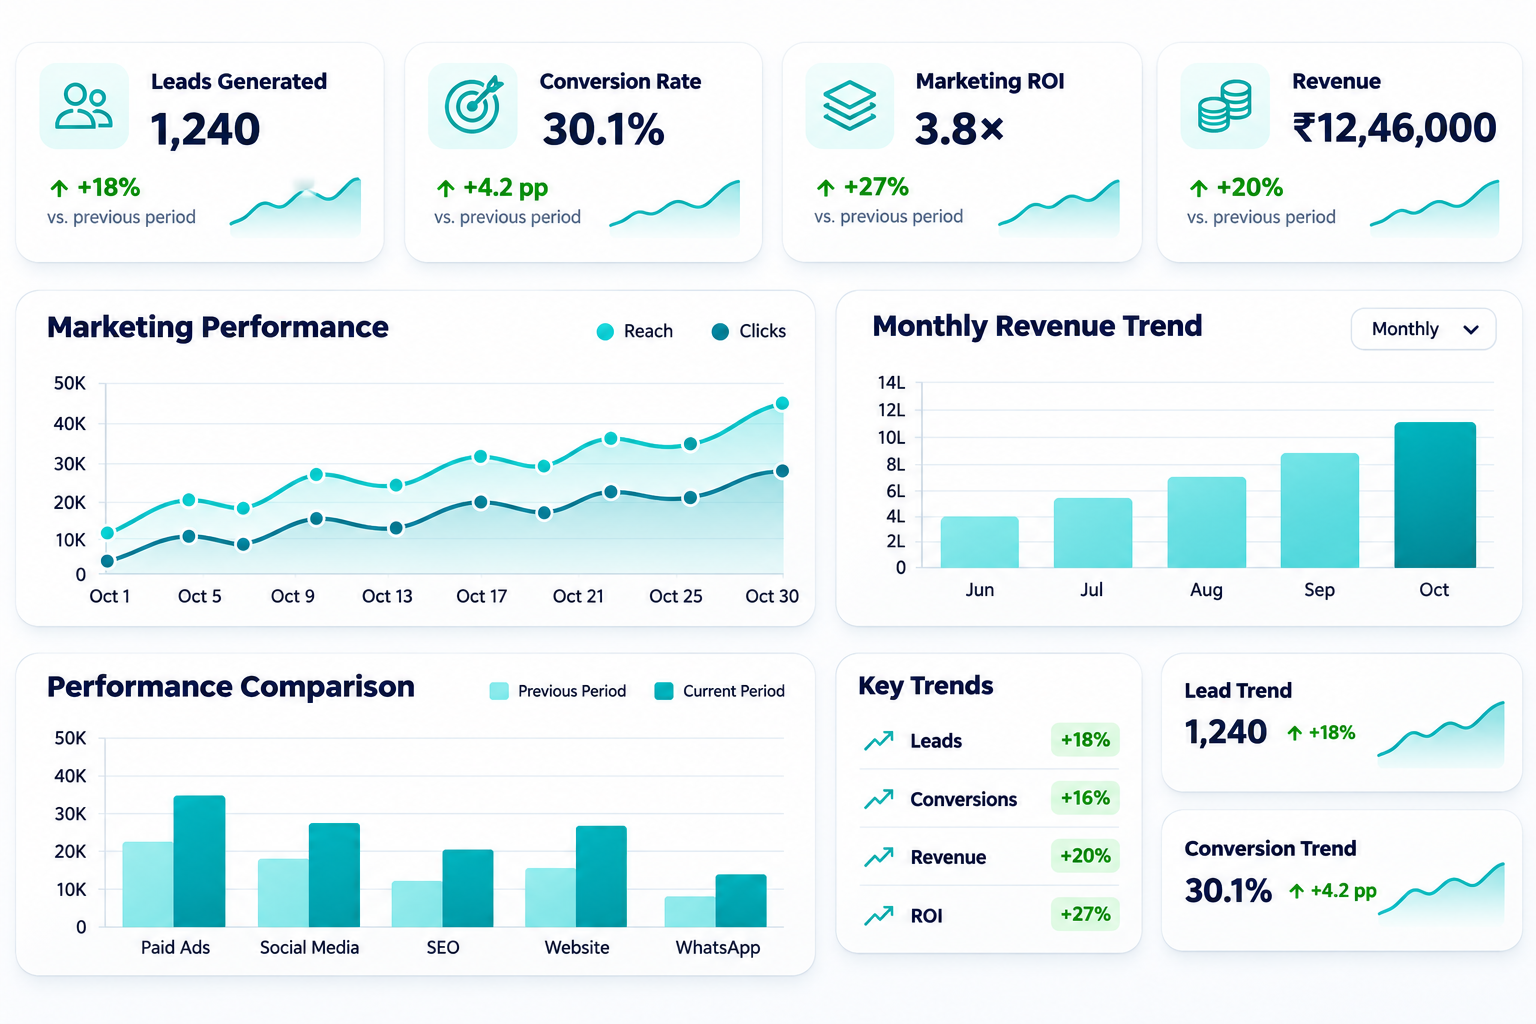 Leads Generated
1,240
+18%
vs. previous period
Conversion Rate
30.1%
+4.2 pp
vs. previous period
Marketing ROI
3.8×
+27%
vs. previous period
Revenue
₹12,46,000
+20%
vs. previous period
Marketing Performance
Reach
Clicks
50K
40K
30K
20K
10K
0
Oct 1
Oct 5
Oct 9
Oct 13
Oct 17
Oct 21
Oct 25
Oct 30
Monthly Revenue Trend
Monthly
14L
12L
10L
8L
6L
4L
2L
0
Jun
Jul
Aug
Sep
Oct
Performance Comparison
Previous Period
Current Period
50K
40K
30K
20K
10K
0
Paid Ads
Social Media
SEO
Website
WhatsApp
Key Trends
Leads +18%
Conversions +16%
Revenue +20%
ROI +27%
Lead Trend
1,240 +18%
Conversion Trend
30.1% +4.2 pp